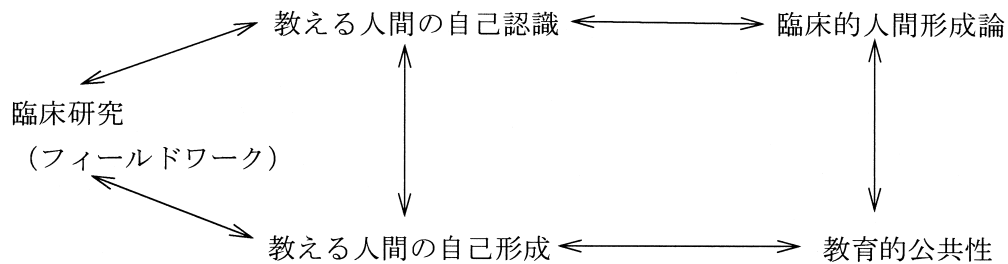 教える人間の自己認識
臨床的人間形成論
臨床研究
(フィールドワーク)
教える人間の自己形成
教育的公共性